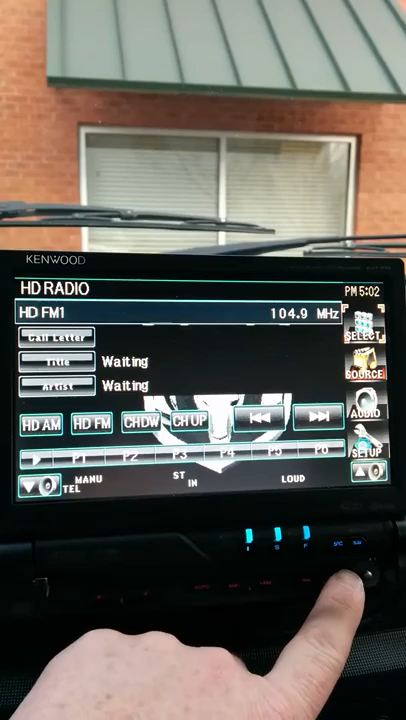 KENWOOD
HD RADIO
PM 5:02
HD FM1 104.9 MHz
Call Letter
SELECT
Title Waiting
SOURCE
Artist Waiting
AUDIO
HD AM HD FM CH DW CH UP
SETUP
P1 P2 P3 P4 P5 P6
MANU ST LOUD
TEL IN